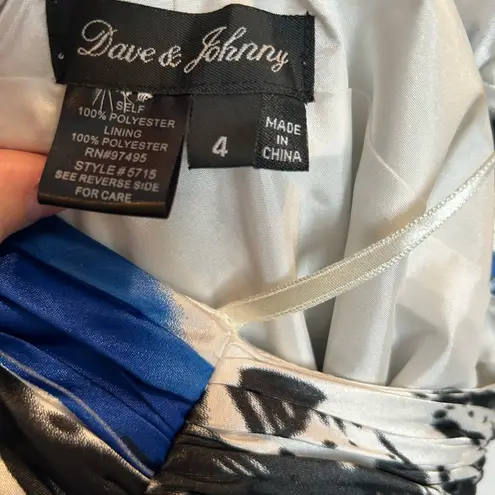 Dave & Johnny
SELF
100% POLYESTER
LINING
100% POLYESTER
RN#97495
STYLE#5715
SEE REVERSE SIDE
FOR CARE
4
MADE
IN
CHINA